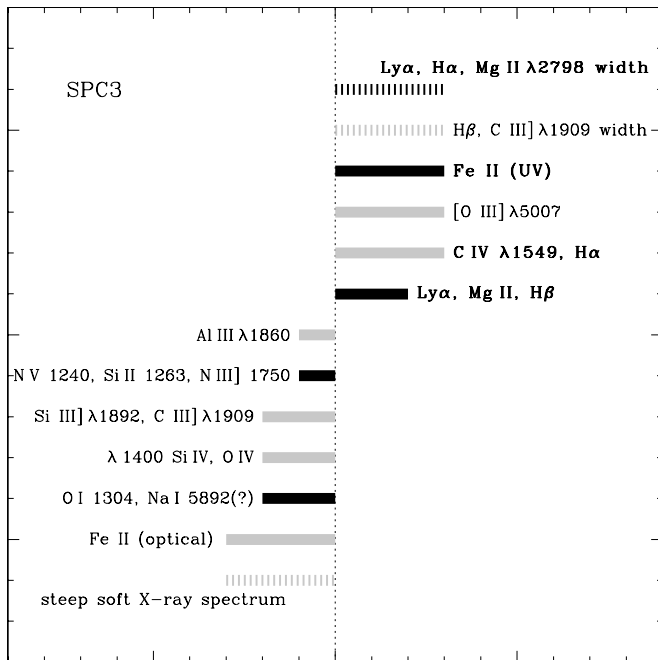 Lyα, Hα, Mg II λ2798 width
SPC3
Hβ, C III] λ1909 width
Fe II (UV)
[O III] λ5007
C IV λ1549, Hα
Lyα, Mg II, Hβ
Al III λ1860
N V 1240, Si II 1263, N III] 1750
Si III] λ1892, C III] λ1909
λ 1400 Si IV, O IV
O I 1304, Na I 5892(?)
Fe II (optical)
steep soft X-ray spectrum